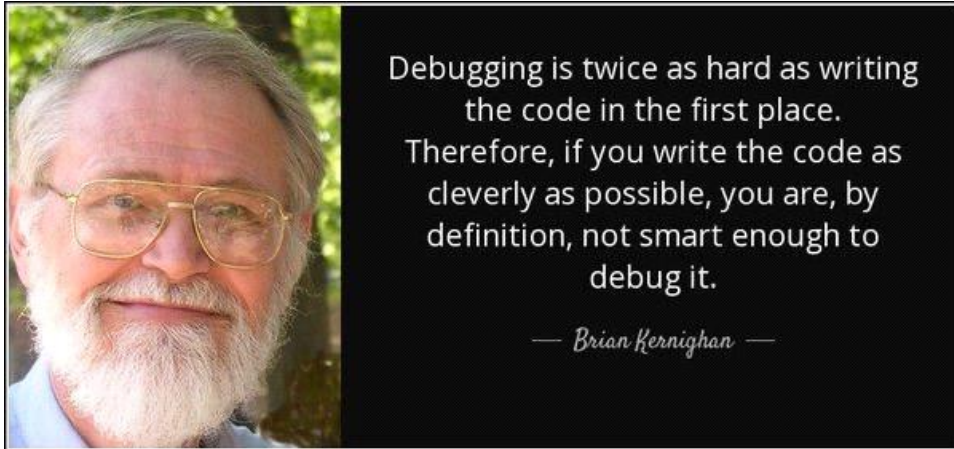 Debugging is twice as hard as writing
the code in the first place.
Therefore, if you write the code as
cleverly as possible, you are, by
definition, not smart enough to
debug it.
— Brian Kernighan —